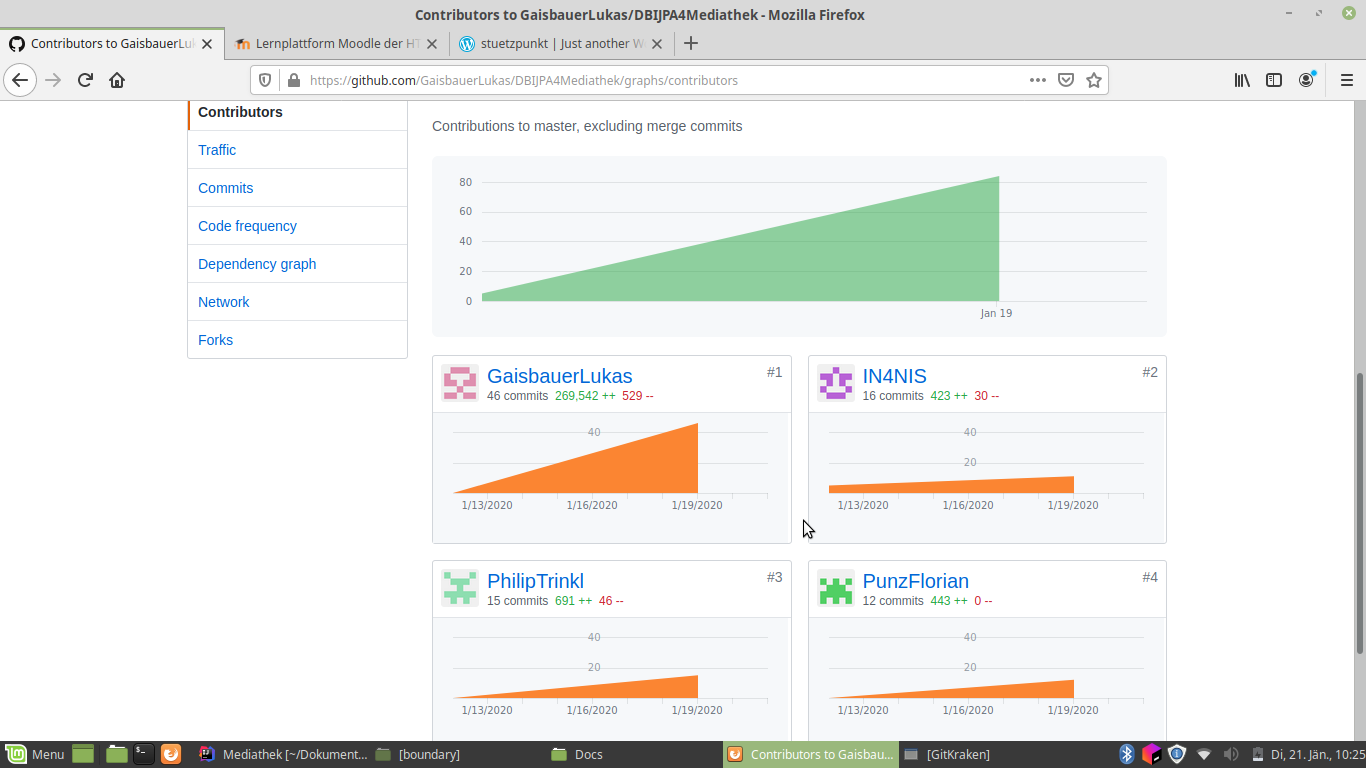 Contributors to GaisbauerLukas/DBIJPA4Mediathek - Mozilla Firefox
Contributors to GaisbauerLu
Lernplattform Moodle der HT
stuetzpunkt | Just another W
https://github.com/GaisbauerLukas/DBIJPA4Mediathek/graphs/contributors
Contributors
Traffic
Commits
Code frequency
Dependency graph
Network
Forks
Contributions to master, excluding merge commits
80
60
40
20
0
Jan 19
GaisbauerLukas
#1
46 commits 269,542 ++ 529 --
40
1/13/2020 1/16/2020 1/19/2020
IN4NIS
#2
16 commits 423 ++ 30 --
40
20
1/13/2020 1/16/2020 1/19/2020
PhilipTrinkl
#3
15 commits 691 ++ 46 --
40
20
1/13/2020 1/16/2020 1/19/2020
PunzFlorian
#4
12 commits 443 ++ 0 --
40
20
1/13/2020 1/16/2020 1/19/2020
Menu
Mediathek [~/Dokument...
[boundary]
Docs
Contributors to Gaisbau...
[GitKraken]
Di, 21. Jän., 10:25